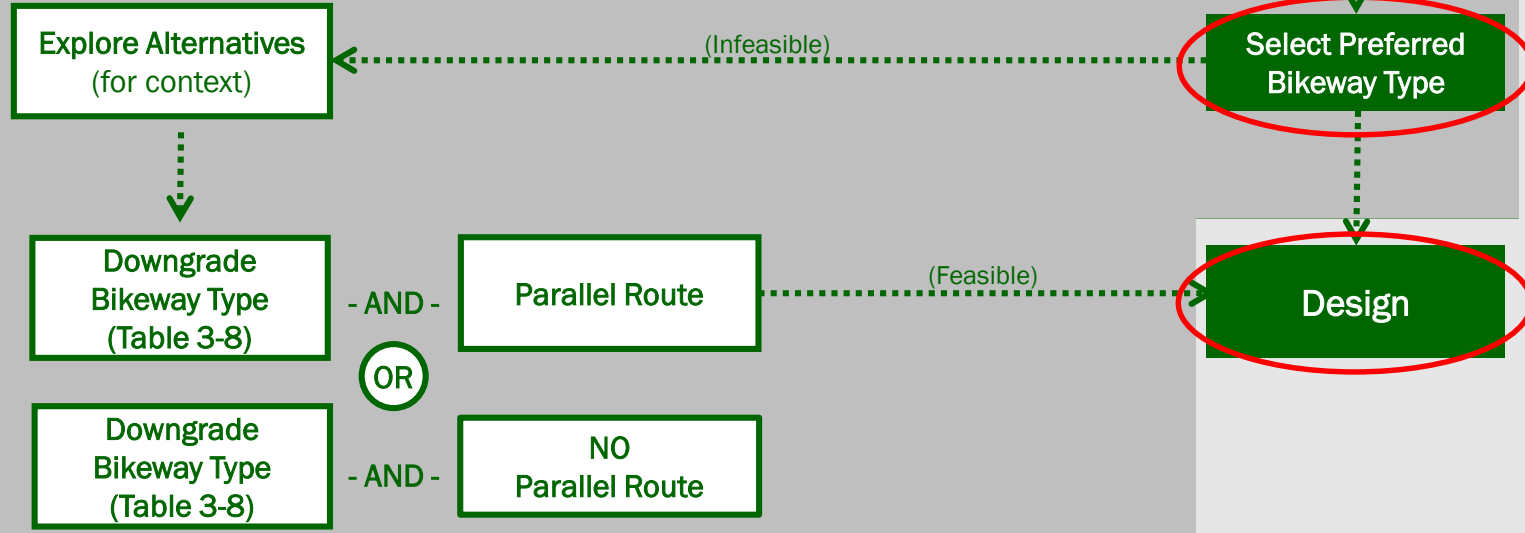 Explore Alternatives
(for context)
(Infeasible)
Select Preferred
Bikeway Type
Downgrade
Bikeway Type
(Table 3-8)
- AND -
Parallel Route
(Feasible)
Design
OR
Downgrade
Bikeway Type
(Table 3-8)
- AND -
NO
Parallel Route